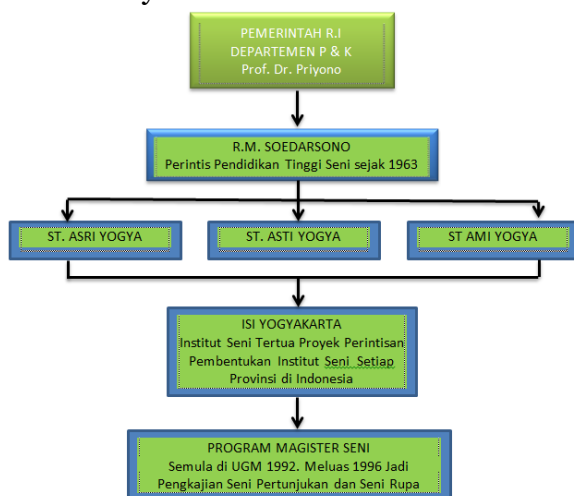 PEMERINTAH R.I
DEPARTEMEN P & K
Prof. Dr. Priyono
R.M. SOEDARSONO
Perintis Pendidikan Tinggi Seni sejak 1963
ST. ASRI YOGYA
ST. ASTI YOGYA
ST AMI YOGYA
ISI YOGYAKARTA
Institut Seni Tertua Proyek Perintisan
Pembentukan Institut Seni Setiap
Provinsi di Indonesia
PROGRAM MAGISTER SENI
Semula di UGM 1992. Meluas 1996 Jadi
Pengkajian Seni Pertunjukan dan Seni Rupa